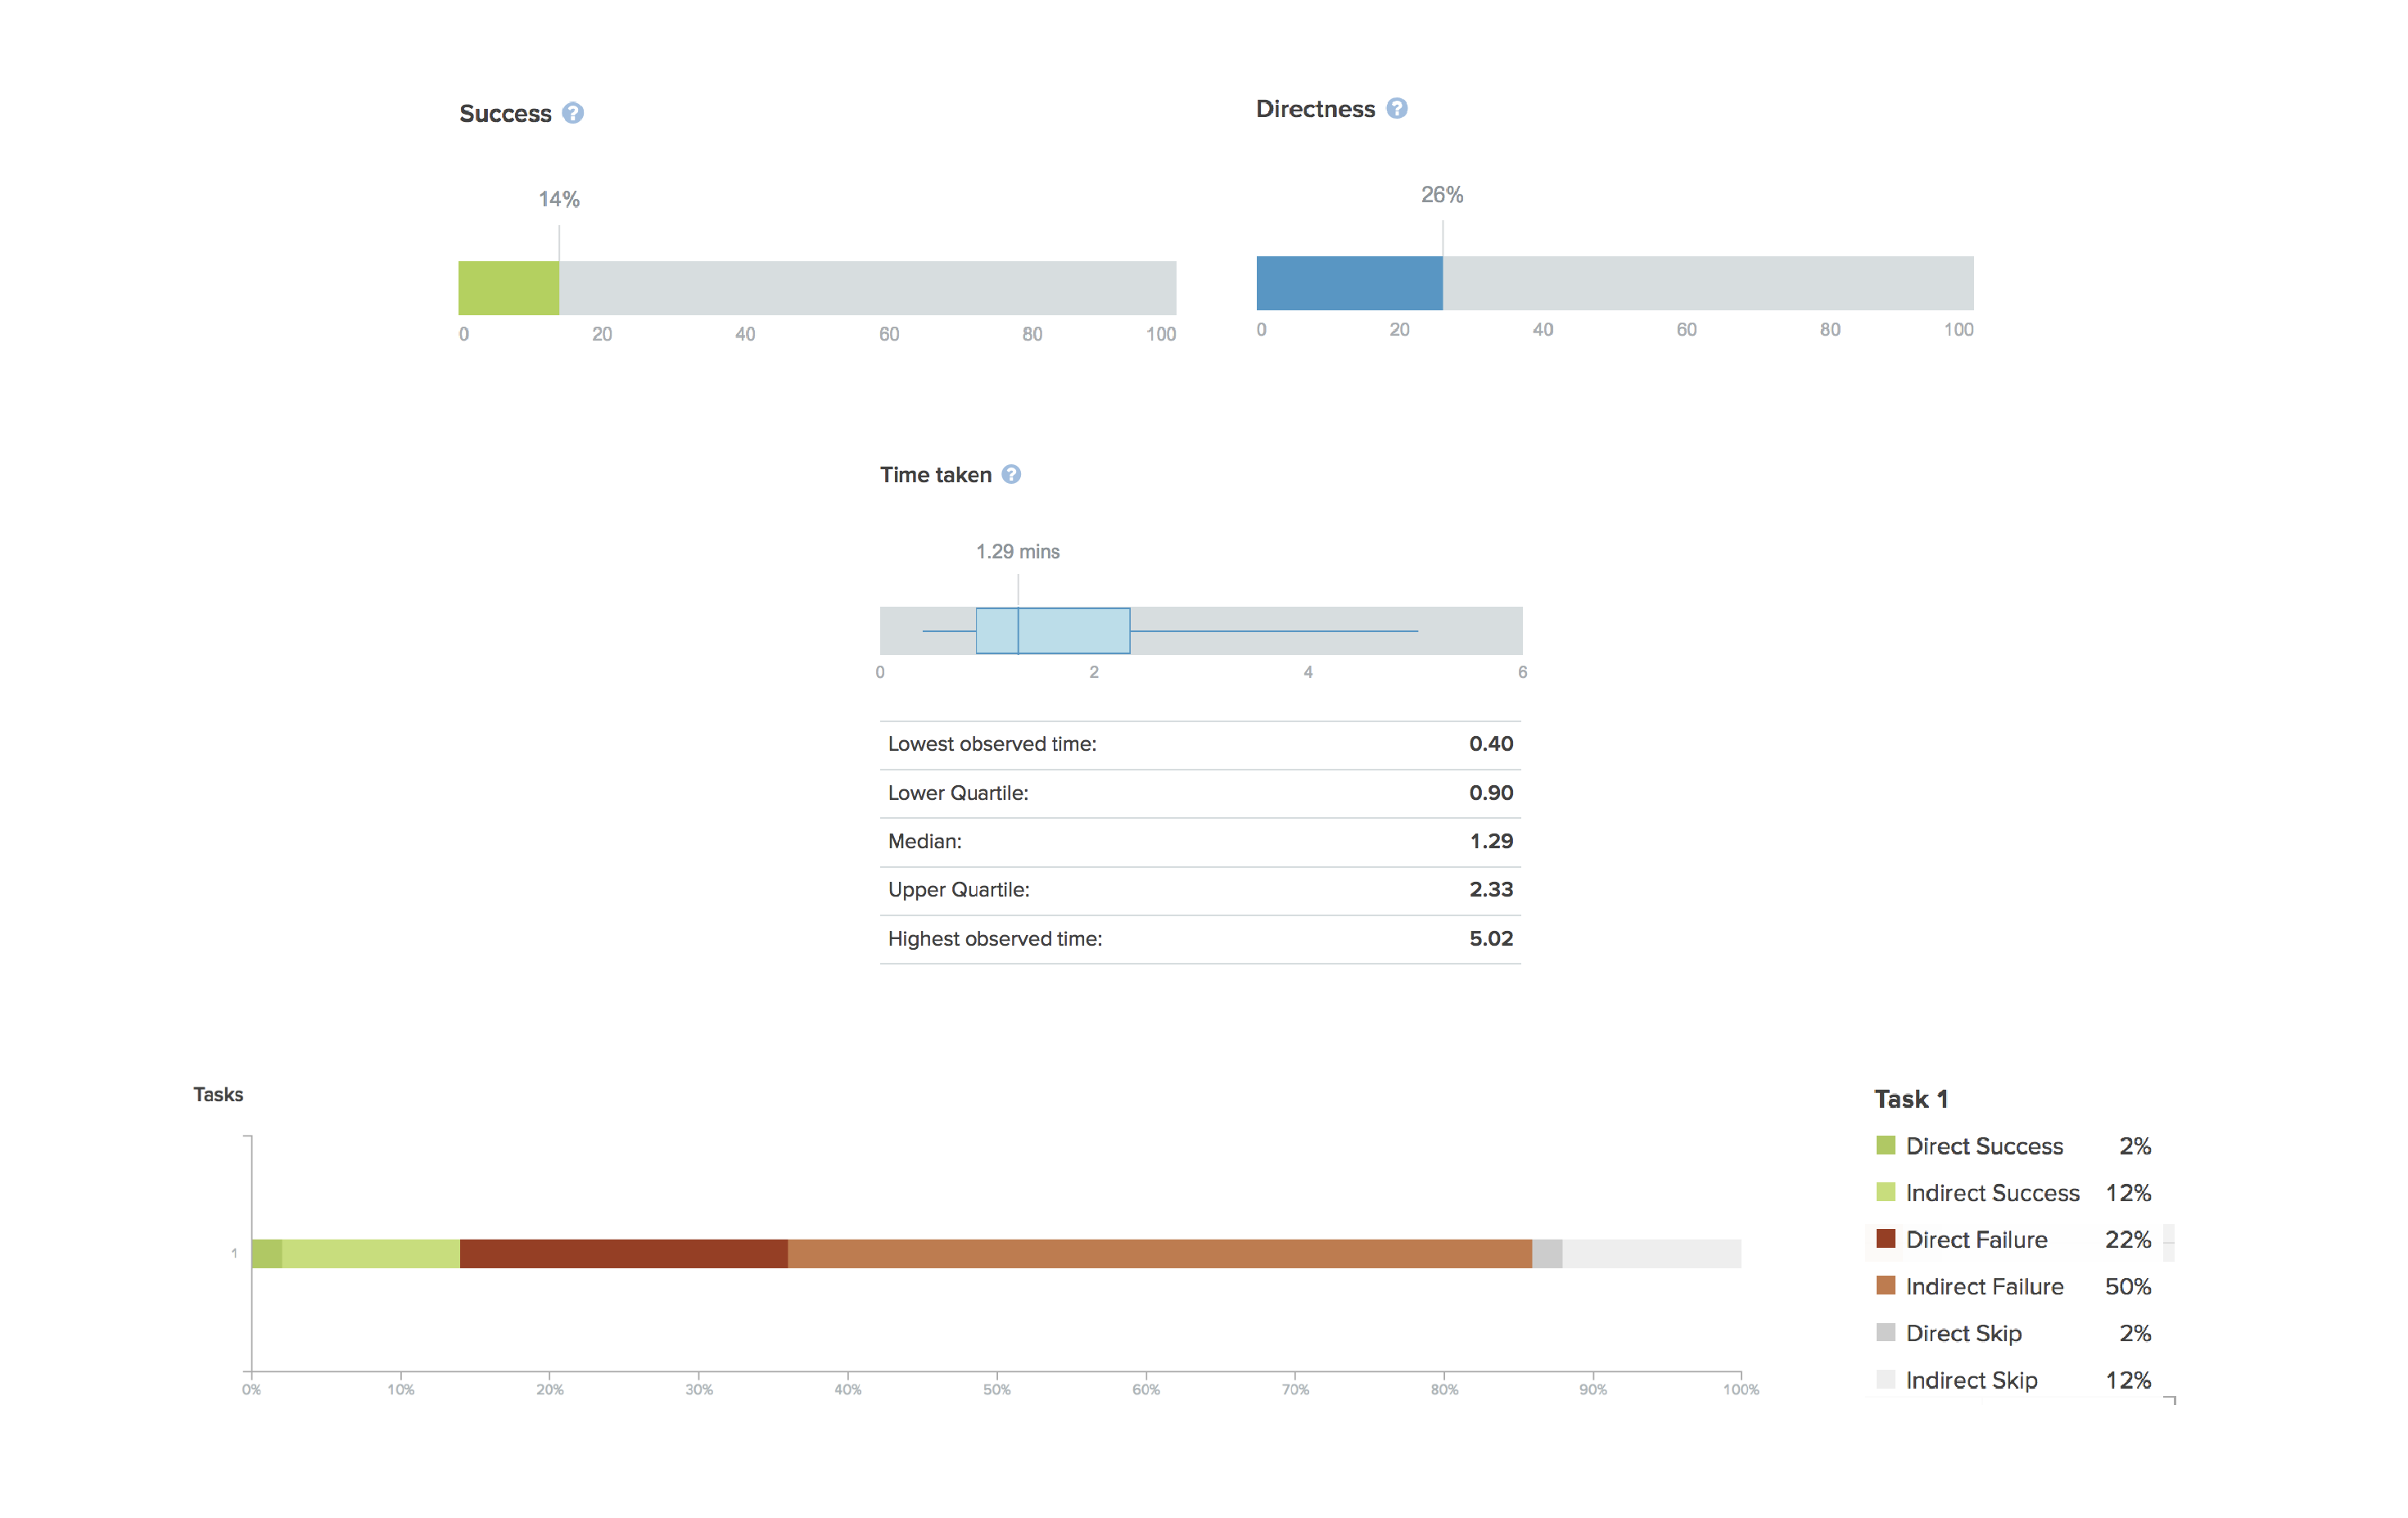 Success ?
14%
0 20 40 60 80 100
Directness ?
26%
0 20 40 60 80 100
Time taken ?
1.29 mins
0 2 4 6
Lowest observed time: 0.40
Lower Quartile: 0.90
Median: 1.29
Upper Quartile: 2.33
Highest observed time: 5.02
Tasks
1
0% 10% 20% 30% 40% 50% 60% 70% 80% 90% 100%
Task 1
Direct Success 2%
Indirect Success 12%
Direct Failure 22%
Indirect Failure 50%
Direct Skip 2%
Indirect Skip 12%